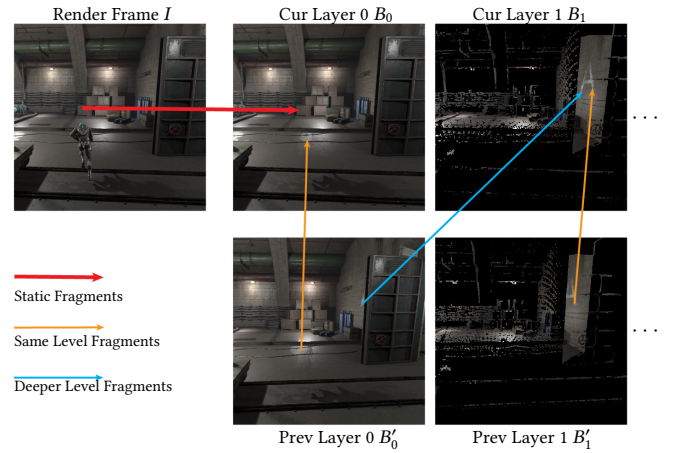 Render Frame I
Cur Layer 0 B₀
Cur Layer 1 B₁
. . .
Static Fragments
Same Level Fragments
Deeper Level Fragments
. . .
Prev Layer 0 B′₀
Prev Layer 1 B′₁